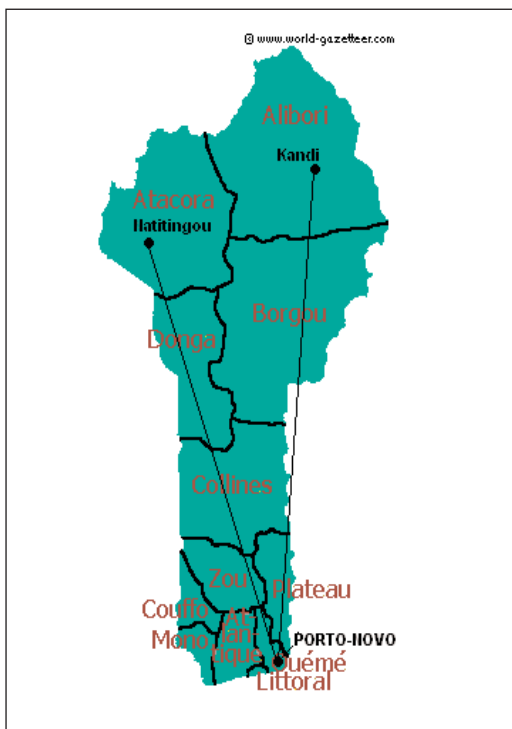 © www.world-gazetteer.com
Alibori
Kandi
Atacora
Natitingou
Borgou
Donga
Collines
Zou
Plateau
Couffo
At-
lan-
tique
Mono
PORTO-NOVO
Ouémé
Littoral